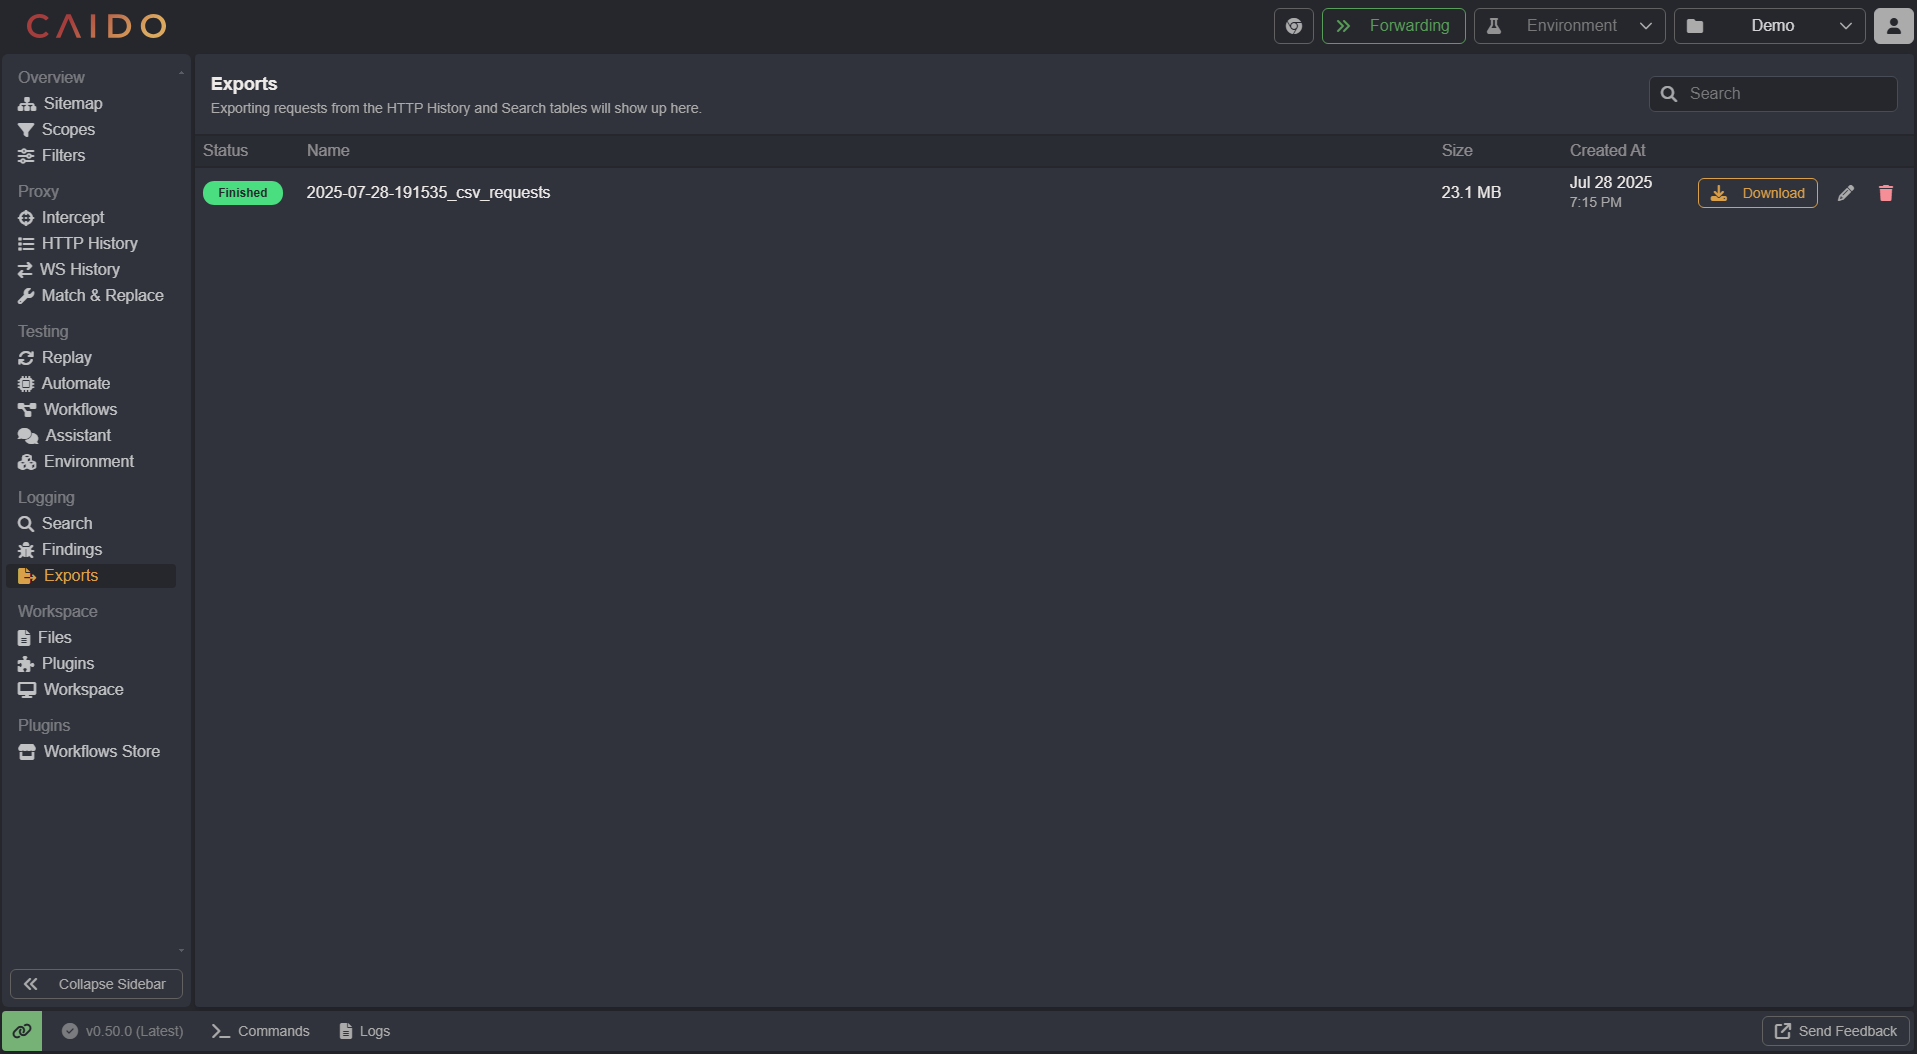 CAIDO
Forwarding
Environment
Demo
Overview
Sitemap
Scopes
Filters
Proxy
Intercept
HTTP History
WS History
Match & Replace
Testing
Replay
Automate
Workflows
Assistant
Environment
Logging
Search
Findings
Exports
Workspace
Files
Plugins
Workspace
Plugins
Workflows Store
Collapse Sidebar
Exports
Exporting requests from the HTTP History and Search tables will show up here.
Search
Status Name Size Created At
Finished 2025-07-28-191535_csv_requests 23.1 MB Jul 28 2025
7:15 PM
Download
v0.50.0 (Latest) Commands Logs Send Feedback